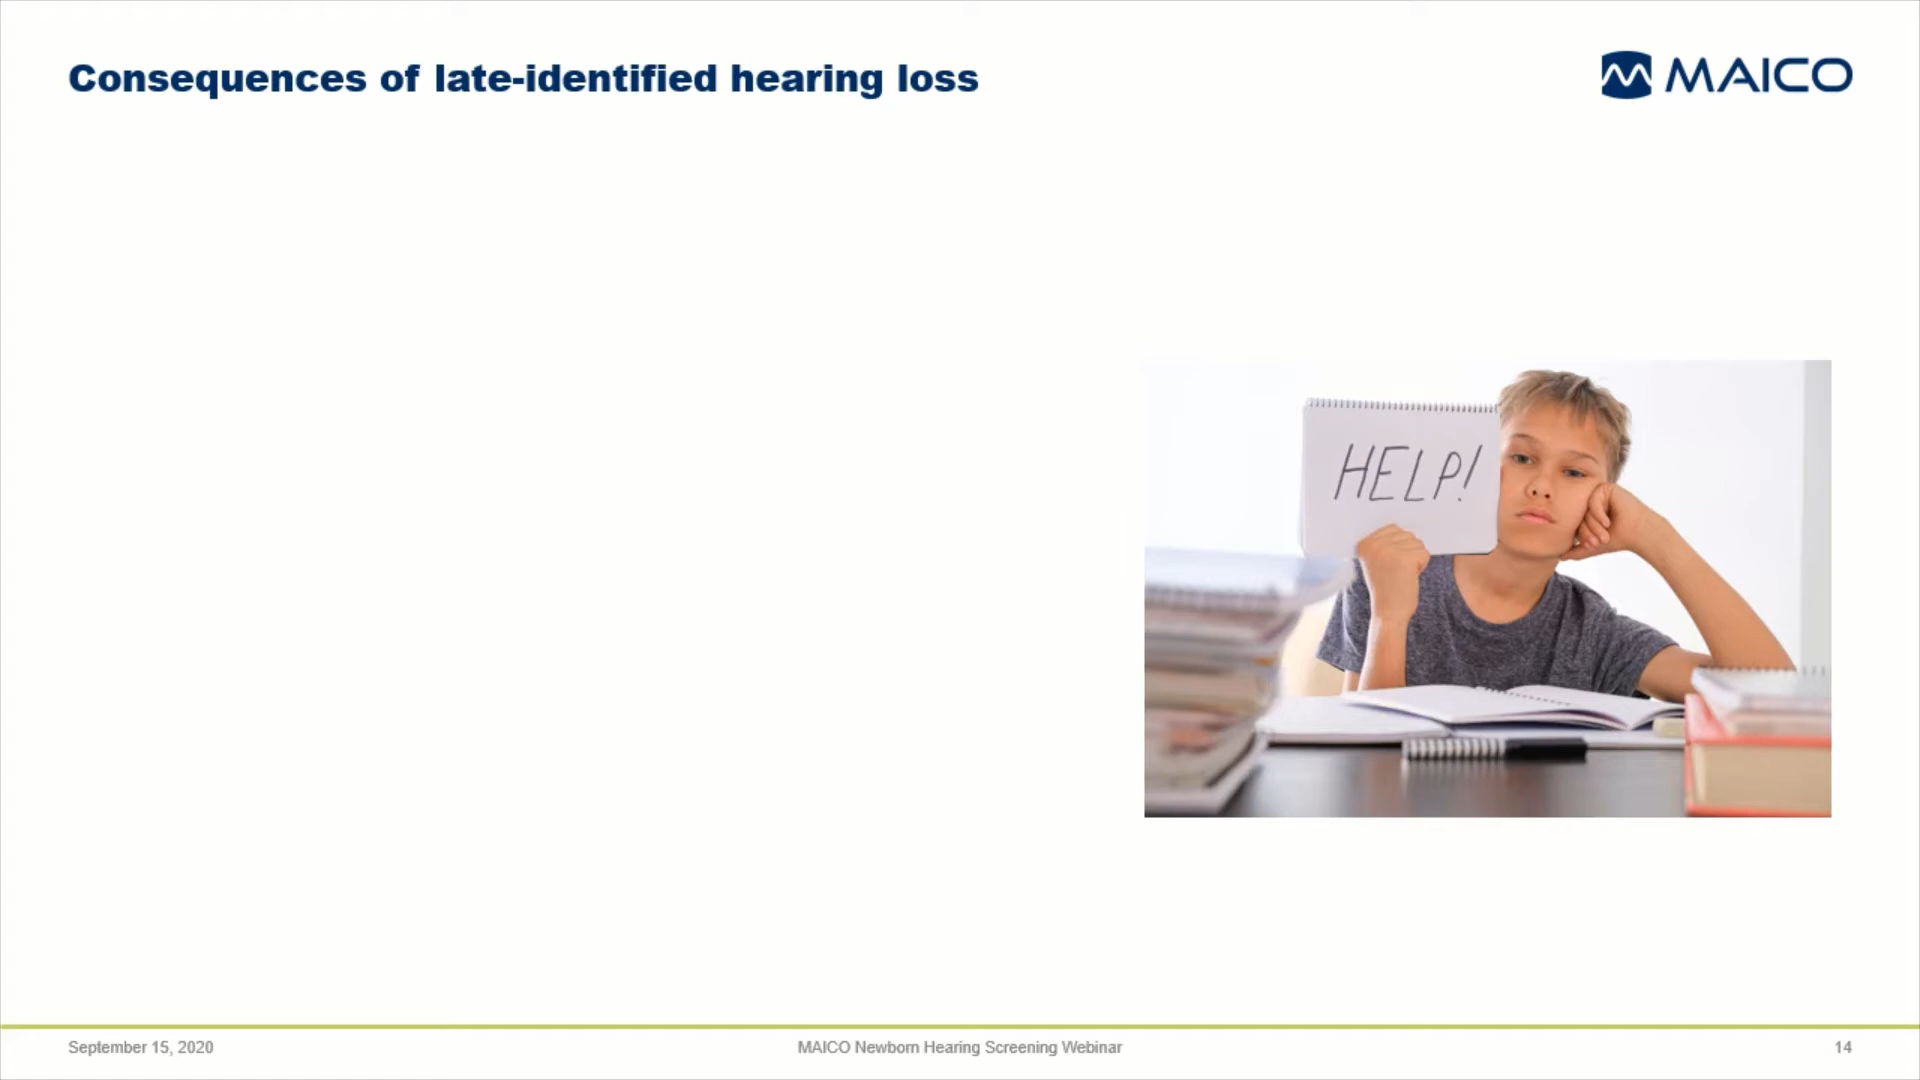 Consequences of late-identified hearing loss
MAICO
HELP!
September 15, 2020
MAICO Newborn Hearing Screening Webinar
14